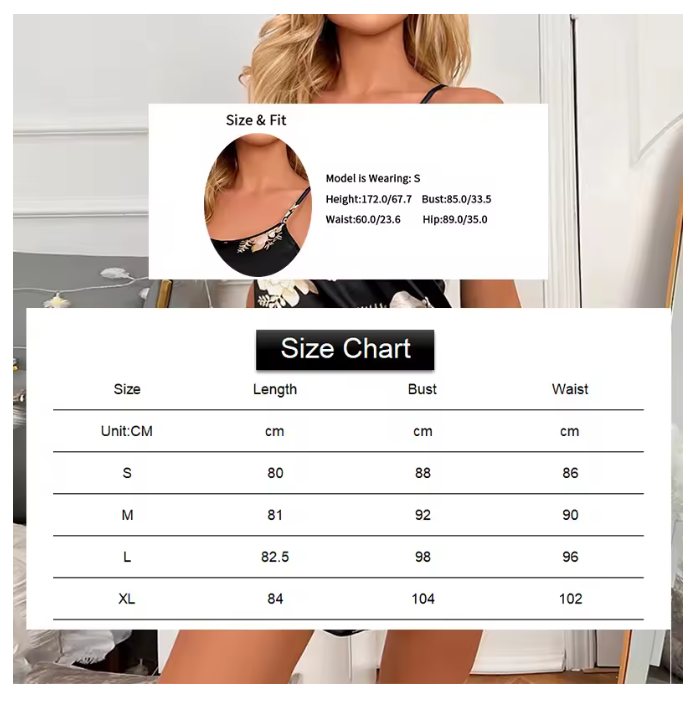 Size & Fit
Model is Wearing: S
Height:172.0/67.7 Bust:85.0/33.5
Waist:60.0/23.6 Hip:89.0/35.0
Size Chart
Size Length Bust Waist
Unit:CM cm cm cm
S 80 88 86
M 81 92 90
L 82.5 98 96
XL 84 104 102